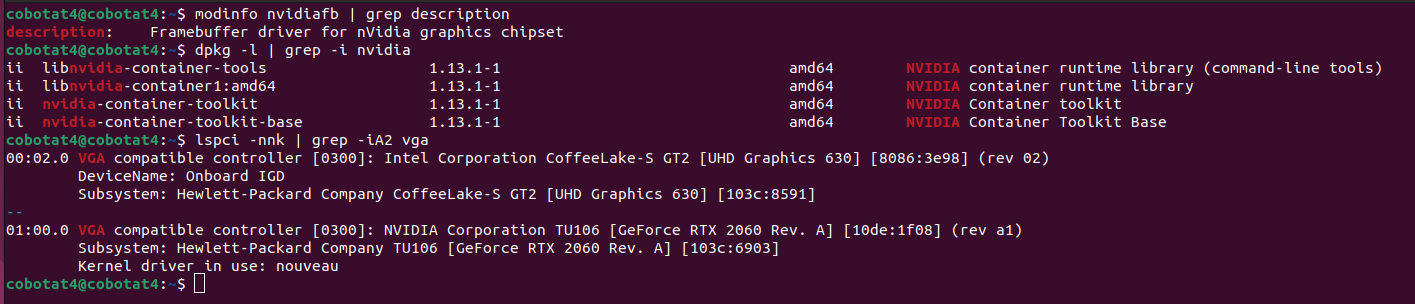 cobotat4@cobotat4:~$ modinfo nvidiafb | grep description
description:    Framebuffer driver for nVidia graphics chipset
cobotat4@cobotat4:~$ dpkg -l | grep -i nvidia
ii  libnvidia-container-tools                  1.13.1-1                                amd64        NVIDIA container runtime library (command-line tools)
ii  libnvidia-container1:amd64                 1.13.1-1                                amd64        NVIDIA container runtime library
ii  nvidia-container-toolkit                   1.13.1-1                                amd64        NVIDIA Container toolkit
ii  nvidia-container-toolkit-base              1.13.1-1                                amd64        NVIDIA Container Toolkit Base
cobotat4@cobotat4:~$ lspci -nnk | grep -iA2 vga
00:02.0 VGA compatible controller [0300]: Intel Corporation CoffeeLake-S GT2 [UHD Graphics 630] [8086:3e98] (rev 02)
        DeviceName: Onboard IGD
        Subsystem: Hewlett-Packard Company CoffeeLake-S GT2 [UHD Graphics 630] [103c:8591]
--
01:00.0 VGA compatible controller [0300]: NVIDIA Corporation TU106 [GeForce RTX 2060 Rev. A] [10de:1f08] (rev a1)
        Subsystem: Hewlett-Packard Company TU106 [GeForce RTX 2060 Rev. A] [103c:6903]
        Kernel driver in use: nouveau
cobotat4@cobotat4:~$